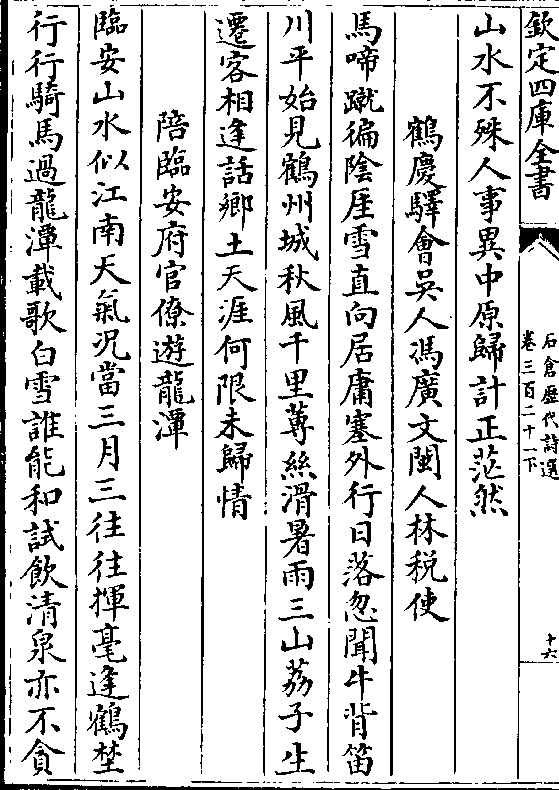 欽定四庫全書
石倉歷代詩選
卷三百二十一下
十六
山水不殊人事異中原歸計正茫然
鶴慶驛會吳人馮廣文閩人林稅使
馬啼蹴徧陰厓雪直向居庸塞外行日落忽聞牛背笛
川平始見鶴州城秋風千里蓴絲滑暑雨三山荔子生
遷客相逢話鄉土天涯何限未歸情
陪臨安府官僚遊龍潭
臨安山水似江南天氣況當三月三往往揮毫逢鶴埜
行行騎馬過龍潭載歌白雪誰能和試飲清泉亦不貪